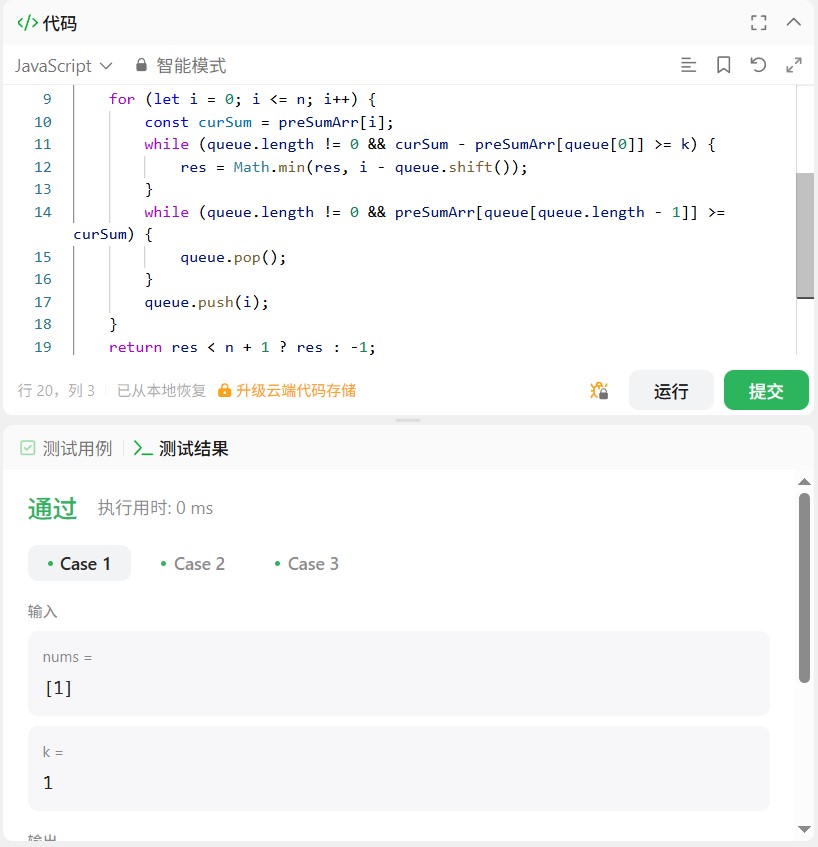 </> 代码
JavaScript 智能模式
9 for (let i = 0; i <= n; i++) {
10 const curSum = preSumArr[i];
11 while (queue.length != 0 && curSum - preSumArr[queue[0]] >= k) {
12 res = Math.min(res, i - queue.shift());
13 }
14 while (queue.length != 0 && preSumArr[queue[queue.length - 1]] >=
curSum) {
15 queue.pop();
16 }
17 queue.push(i);
18 }
19 return res < n + 1 ? res : -1;
行 20，列 3 已从本地恢复 升级云端代码存储 运行 提交
测试用例 >_ 测试结果
通过 执行用时: 0 ms
• Case 1 • Case 2 • Case 3
输入
nums =
[1]
k =
1
输出